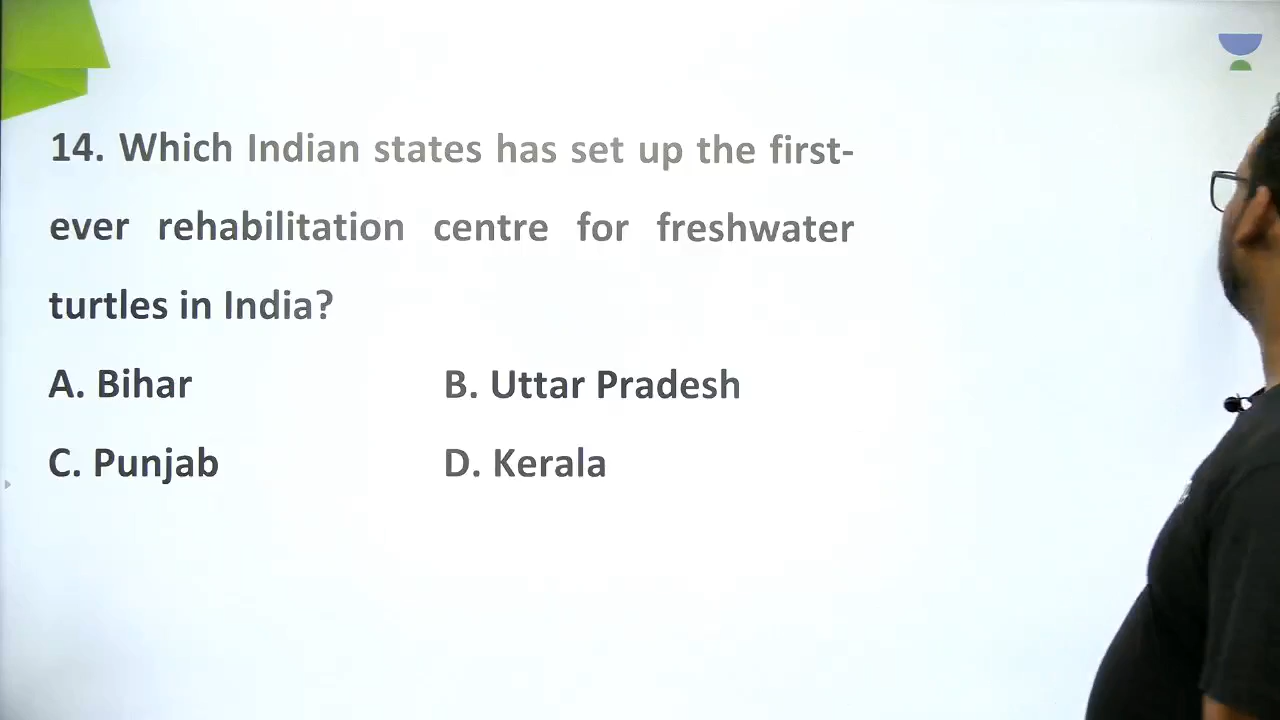 14. Which Indian states has set up the first-
ever rehabilitation centre for freshwater
turtles in India?
A. Bihar B. Uttar Pradesh
C. Punjab D. Kerala